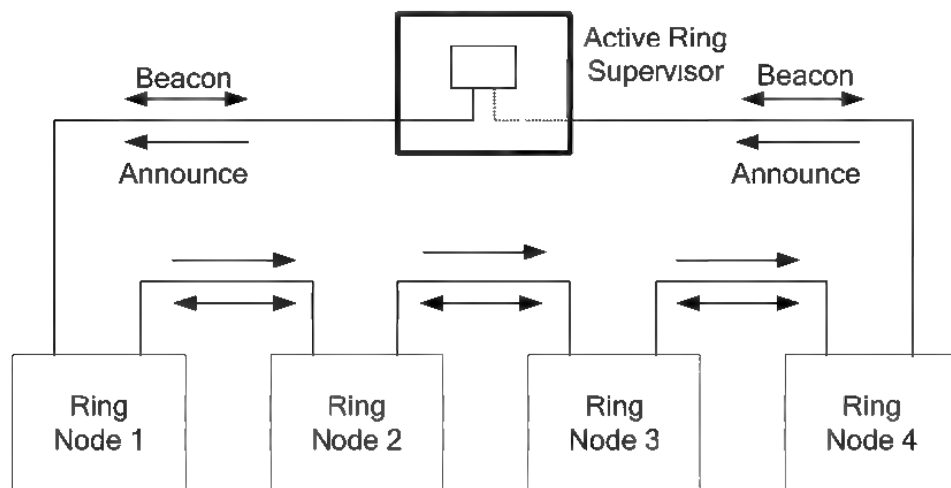 Active Ring
Supervisor
Beacon
Beacon
Announce
Announce
Ring
Node 1
Ring
Node 2
Ring
Node 3
Ring
Node 4